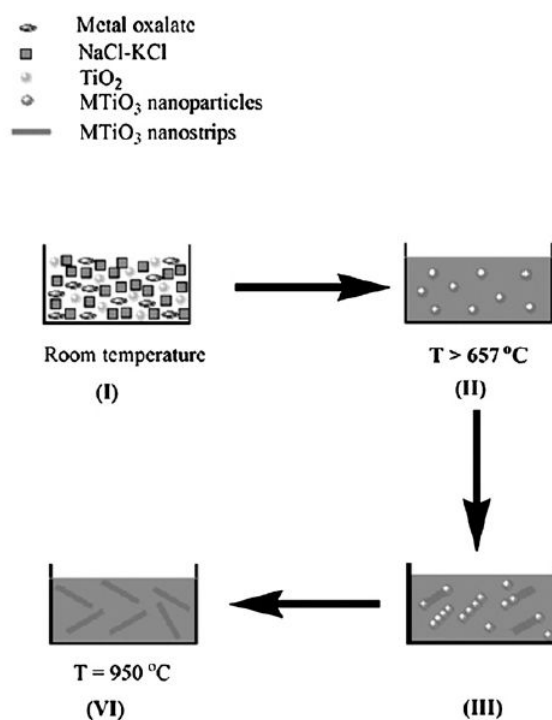 Metal oxalate
NaCl-KCl
TiO₂
MTiO₃ nanoparticles
MTiO₃ nanostrips
Room temperature
(I)
T > 657 °C
(II)
T = 950 °C
(VI)
(III)